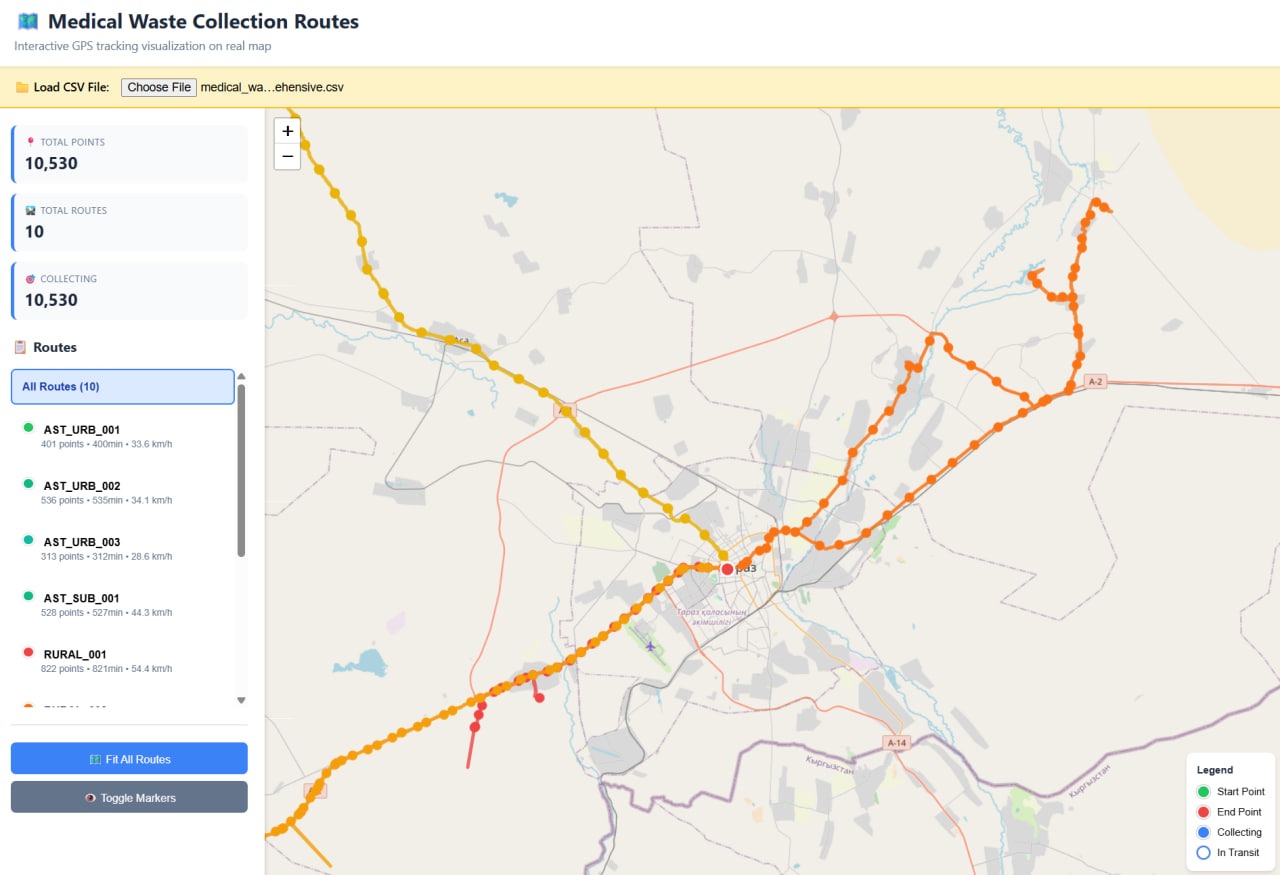 Medical Waste Collection Routes
Interactive GPS tracking visualization on real map
Load CSV File: Choose File medical_wa...ehensive.csv
TOTAL POINTS
10,530
TOTAL ROUTES
10
COLLECTING
10,530
Routes
All Routes (10)
AST_URB_001
401 points • 400min • 33.6 km/h
AST_URB_002
536 points • 535min • 34.1 km/h
AST_URB_003
313 points • 312min • 28.6 km/h
AST_SUB_001
528 points • 527min • 44.3 km/h
RURAL_001
822 points • 821min • 54.4 km/h
Fit All Routes
Toggle Markers
+
−
A-2
Тараз қаласының
әкімшілігі
A-14
Кыргызстан
Кыргызстан
Legend
Start Point
End Point
Collecting
In Transit